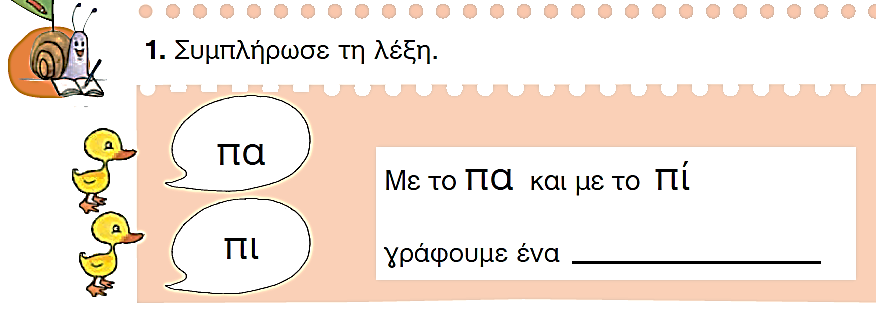 1. Συμπλήρωσε τη λέξη.
πα
πι
Με το πα και με το πί
γράφουμε ένα